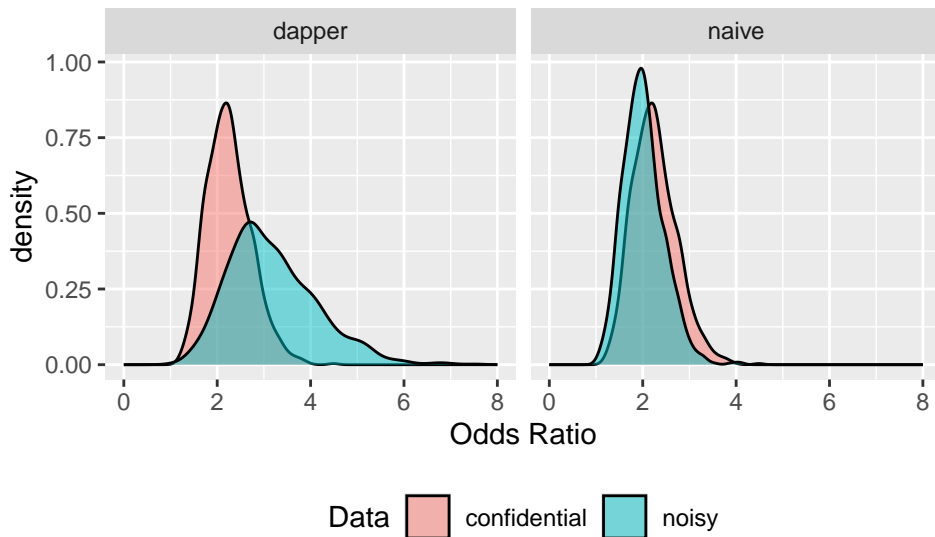 dapper naive
1.00
0.75
0.50
0.25
0.00
density
0 2 4 6 8 0 2 4 6 8
Odds Ratio
Data confidential noisy